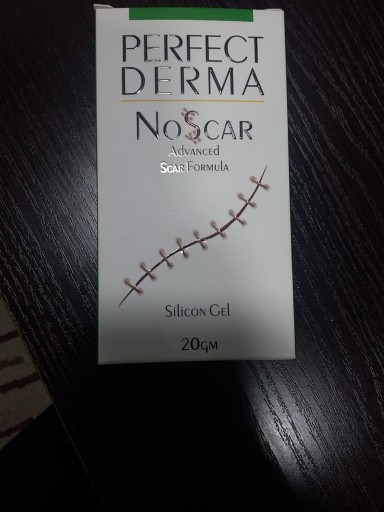 PERFECT
DERMA
NOSCAR
ADVANCED
SCAR FORMULA
SILICON GEL
20GM